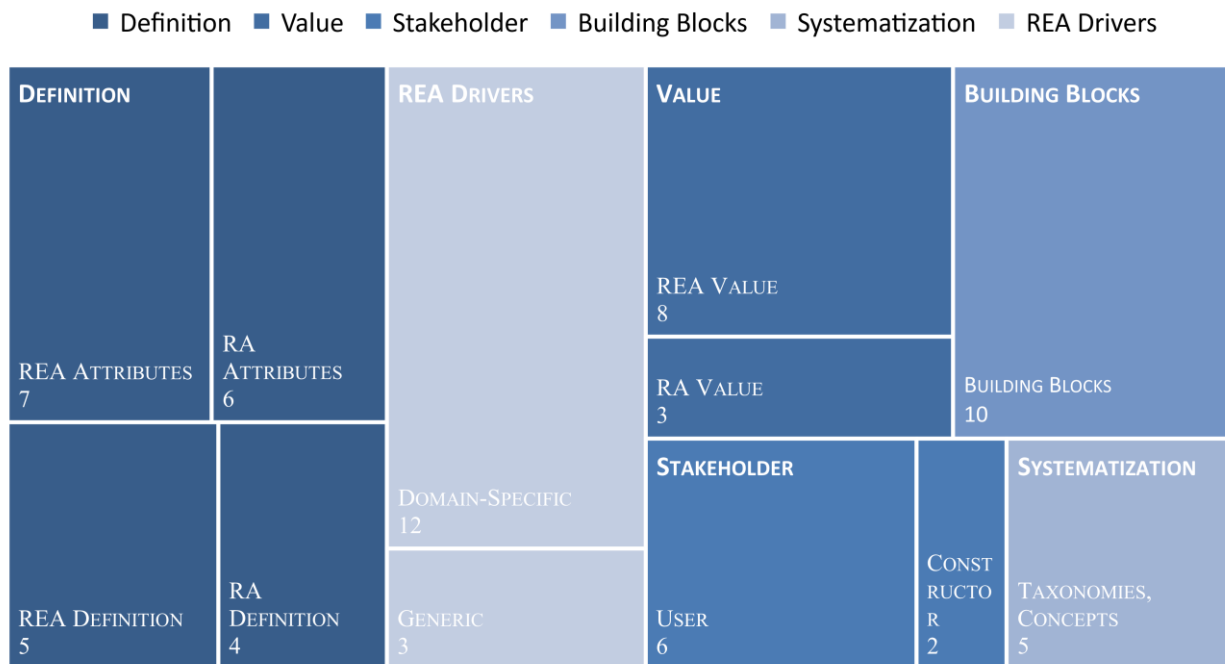 Definition Value Stakeholder Building Blocks Systematization REA Drivers
DEFINITION
REA ATTRIBUTES
7
RA
ATTRIBUTES
6
REA DEFINITION
5
RA
DEFINITION
4
REA DRIVERS
DOMAIN-SPECIFIC
12
GENERIC
3
VALUE
REA VALUE
8
RA VALUE
3
BUILDING BLOCKS
BUILDING BLOCKS
10
STAKEHOLDER
USER
6
CONST
RUCTO
R
2
SYSTEMATIZATION
TAXONOMIES,
CONCEPTS
5